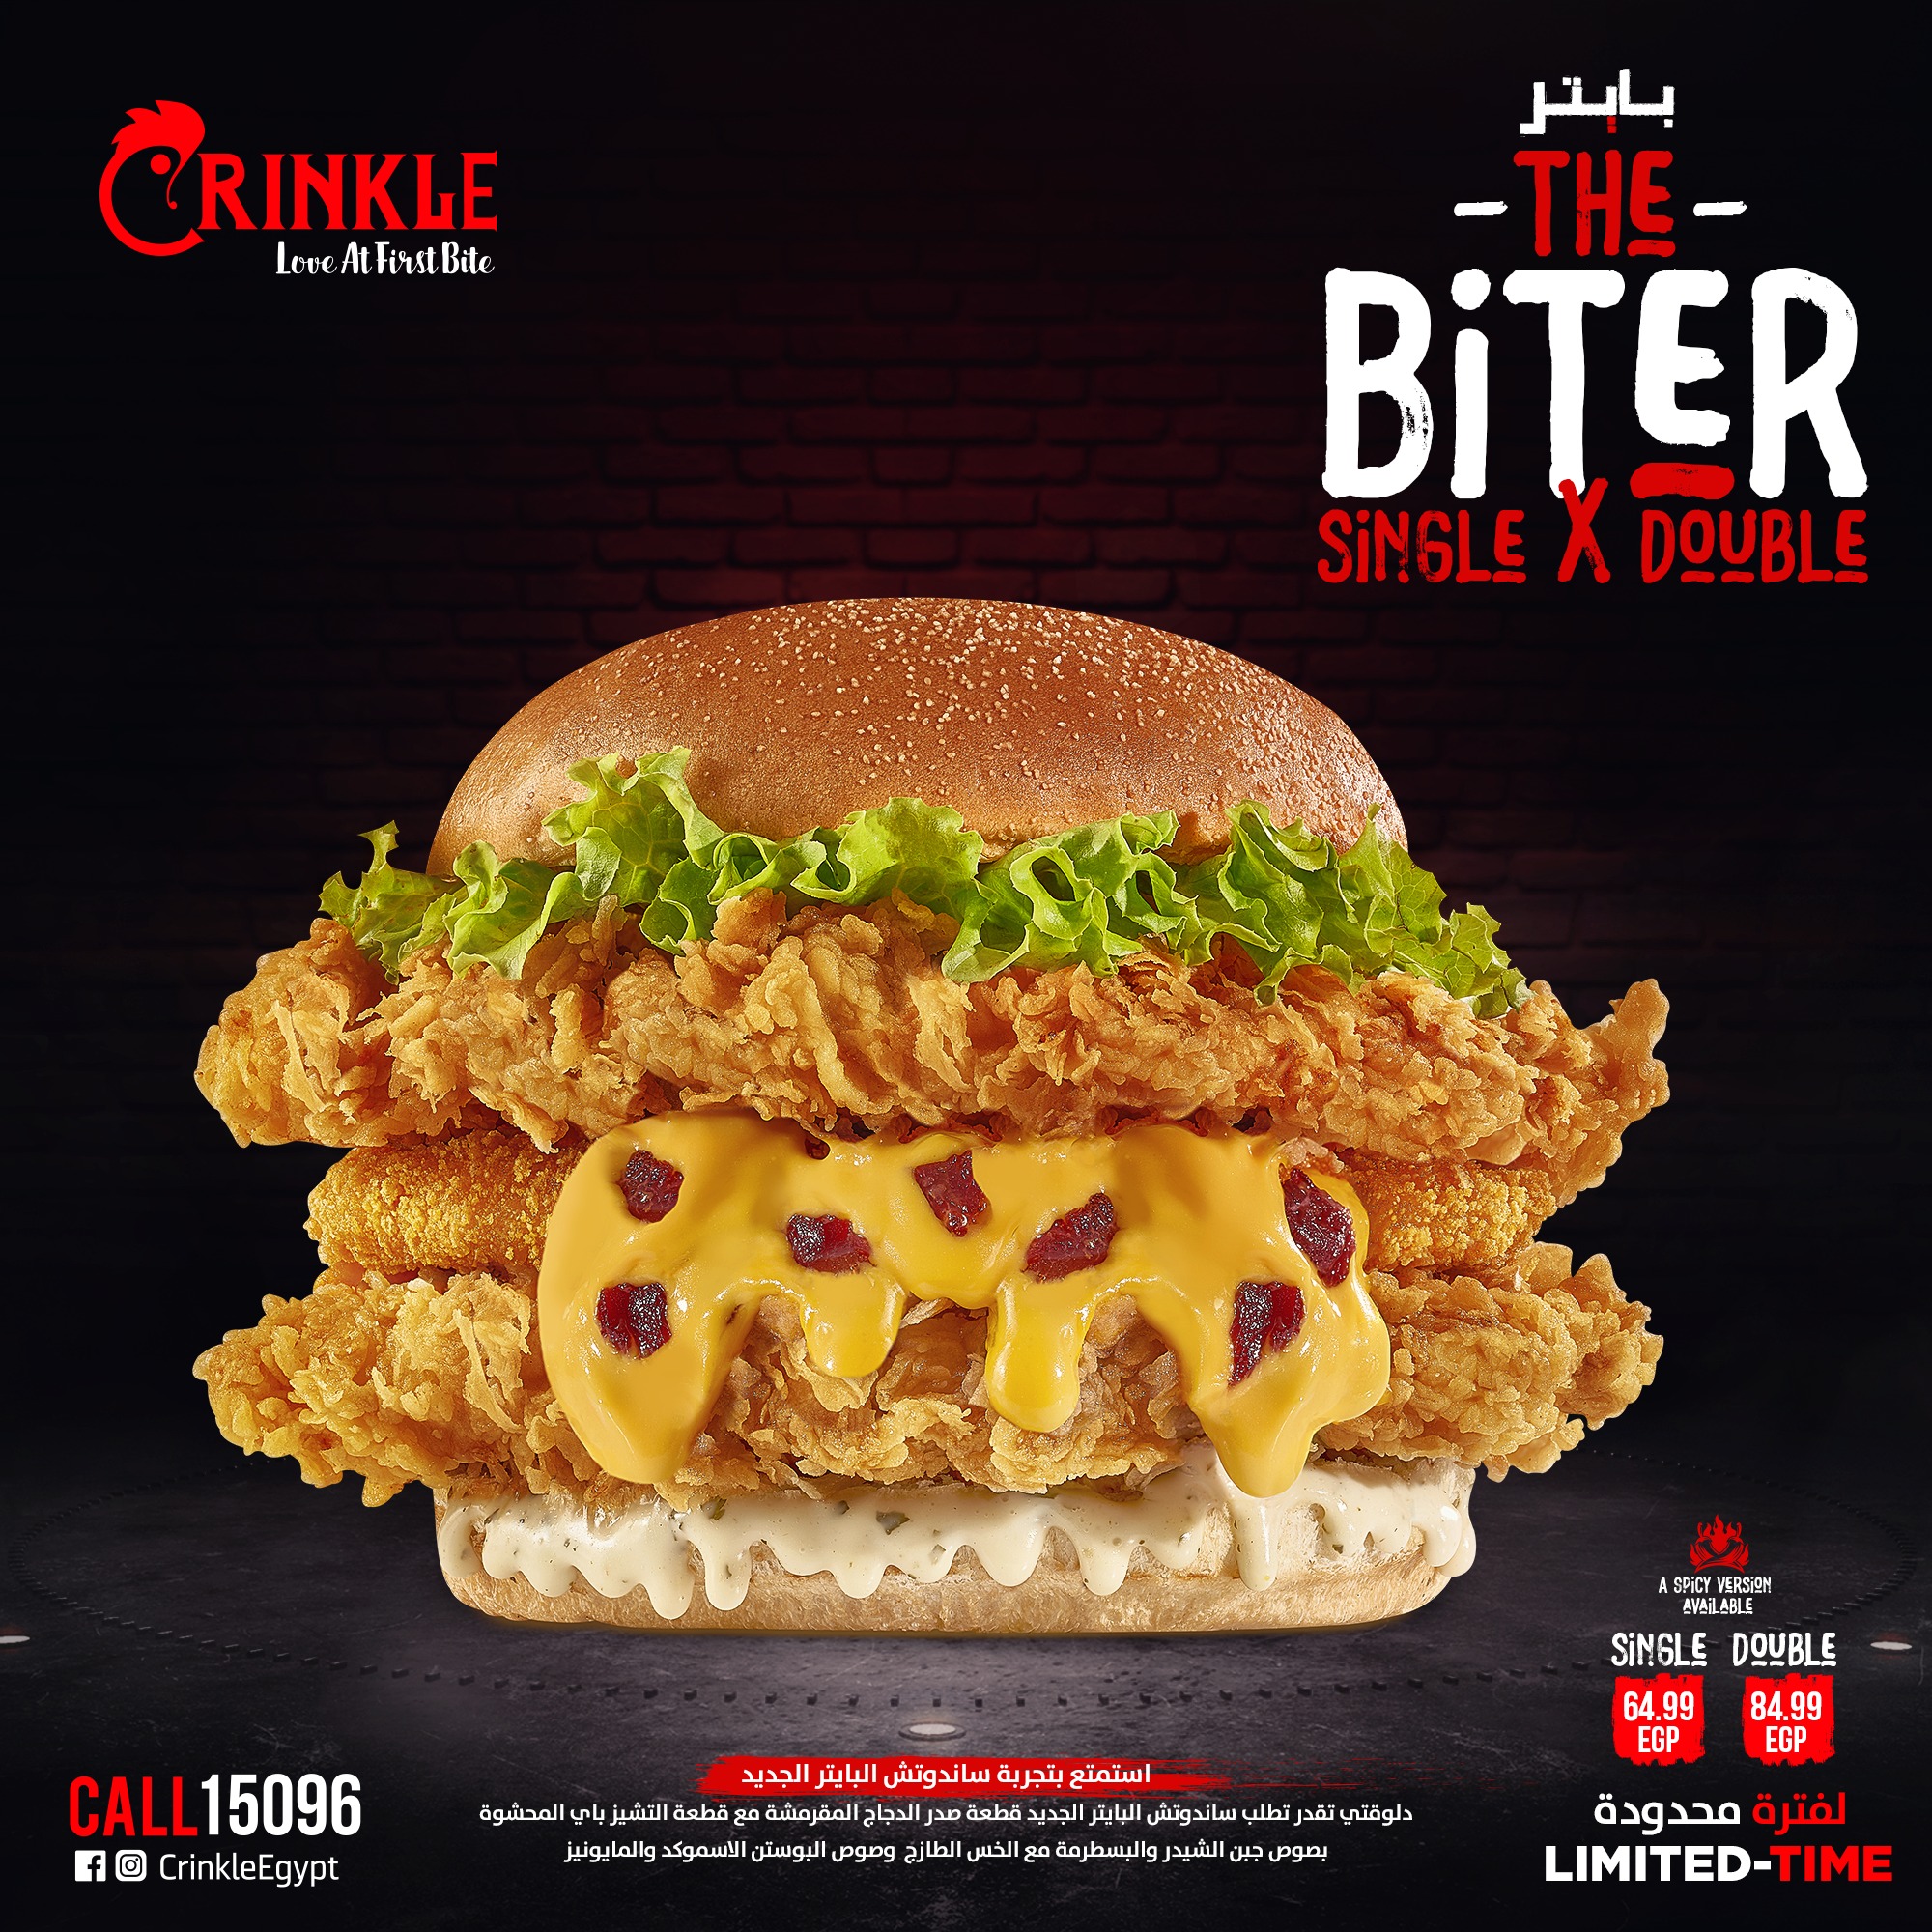 CRINKLE
Love At First Bite
بايتر
THE
BiTER
SiNGLE X DOUBLE
A SPiCY VERSiON
AVAiLABLE
SiNGLE DOUBLE
64.99 84.99
EGP EGP
استمتع بتجربة ساندوتش البايتر الجديد
دلوقتي تقدر تطلب ساندوتش البايتر الجديد قطعة صدر الدجاج المقرمشة مع قطعة التشيز باي المحشوة
بصوص جبن الشيدر والبسطرمة مع الخس الطازج وصوص البوستن الاسموكد والمايونيز
CALL15096
CrinkleEgypt
لفترة محدودة
LIMITED-TIME